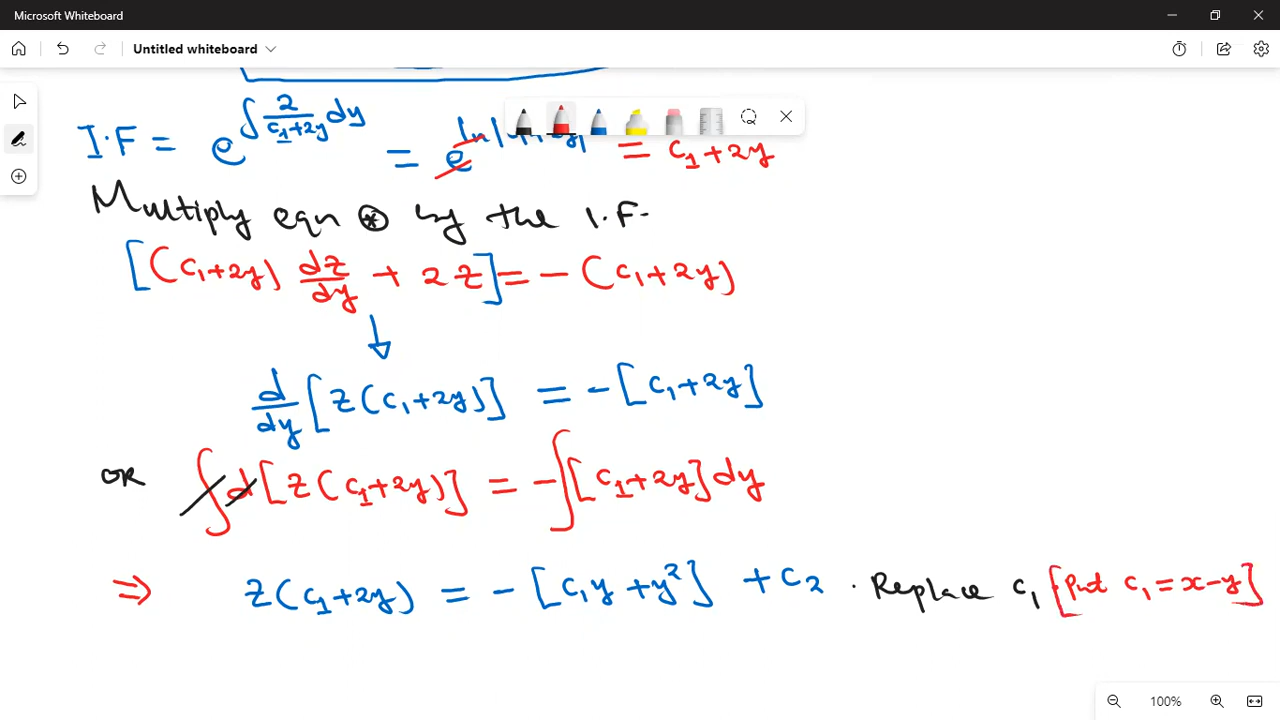 Microsoft Whiteboard
Untitled whiteboard
I.F = e^{∫ 2/(c₁+2y) dy} = = c₁+2y
Multiply eqn ⊛ by the I.F.
[(c₁+2y) dz/dy + 2z] = -(c₁+2y)
↓
d/dy [z(c₁+2y)] = -[c₁+2y]
OR ∫d[z(c₁+2y)] = -∫[c₁+2y]dy
⇒ z(c₁+2y) = -[c₁y+y²] + c₂ . Replace c₁ [Put c₁ = x-y]
100%